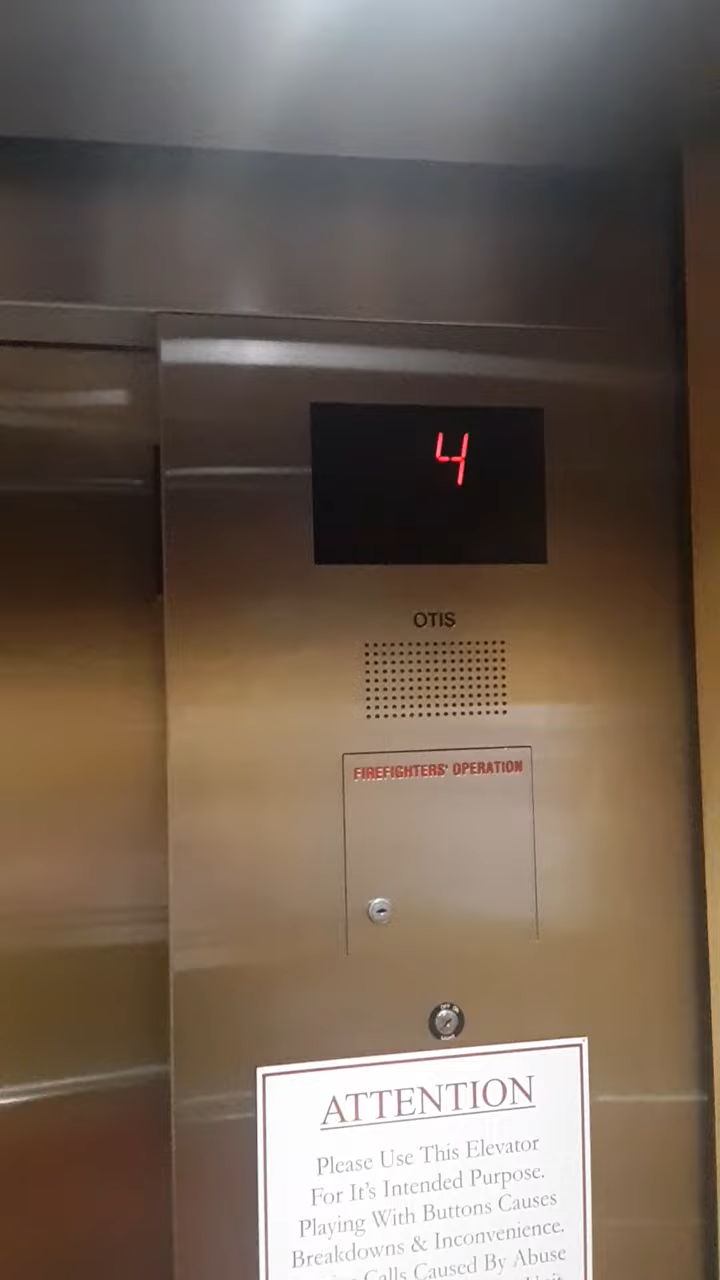 4
OTIS
FIREFIGHTERS' OPERATION
ATTENTION
Please Use This Elevator
For It's Intended Purpose.
Playing With Buttons Causes
Breakdowns & Inconvenience.
Calls Caused By Abuse